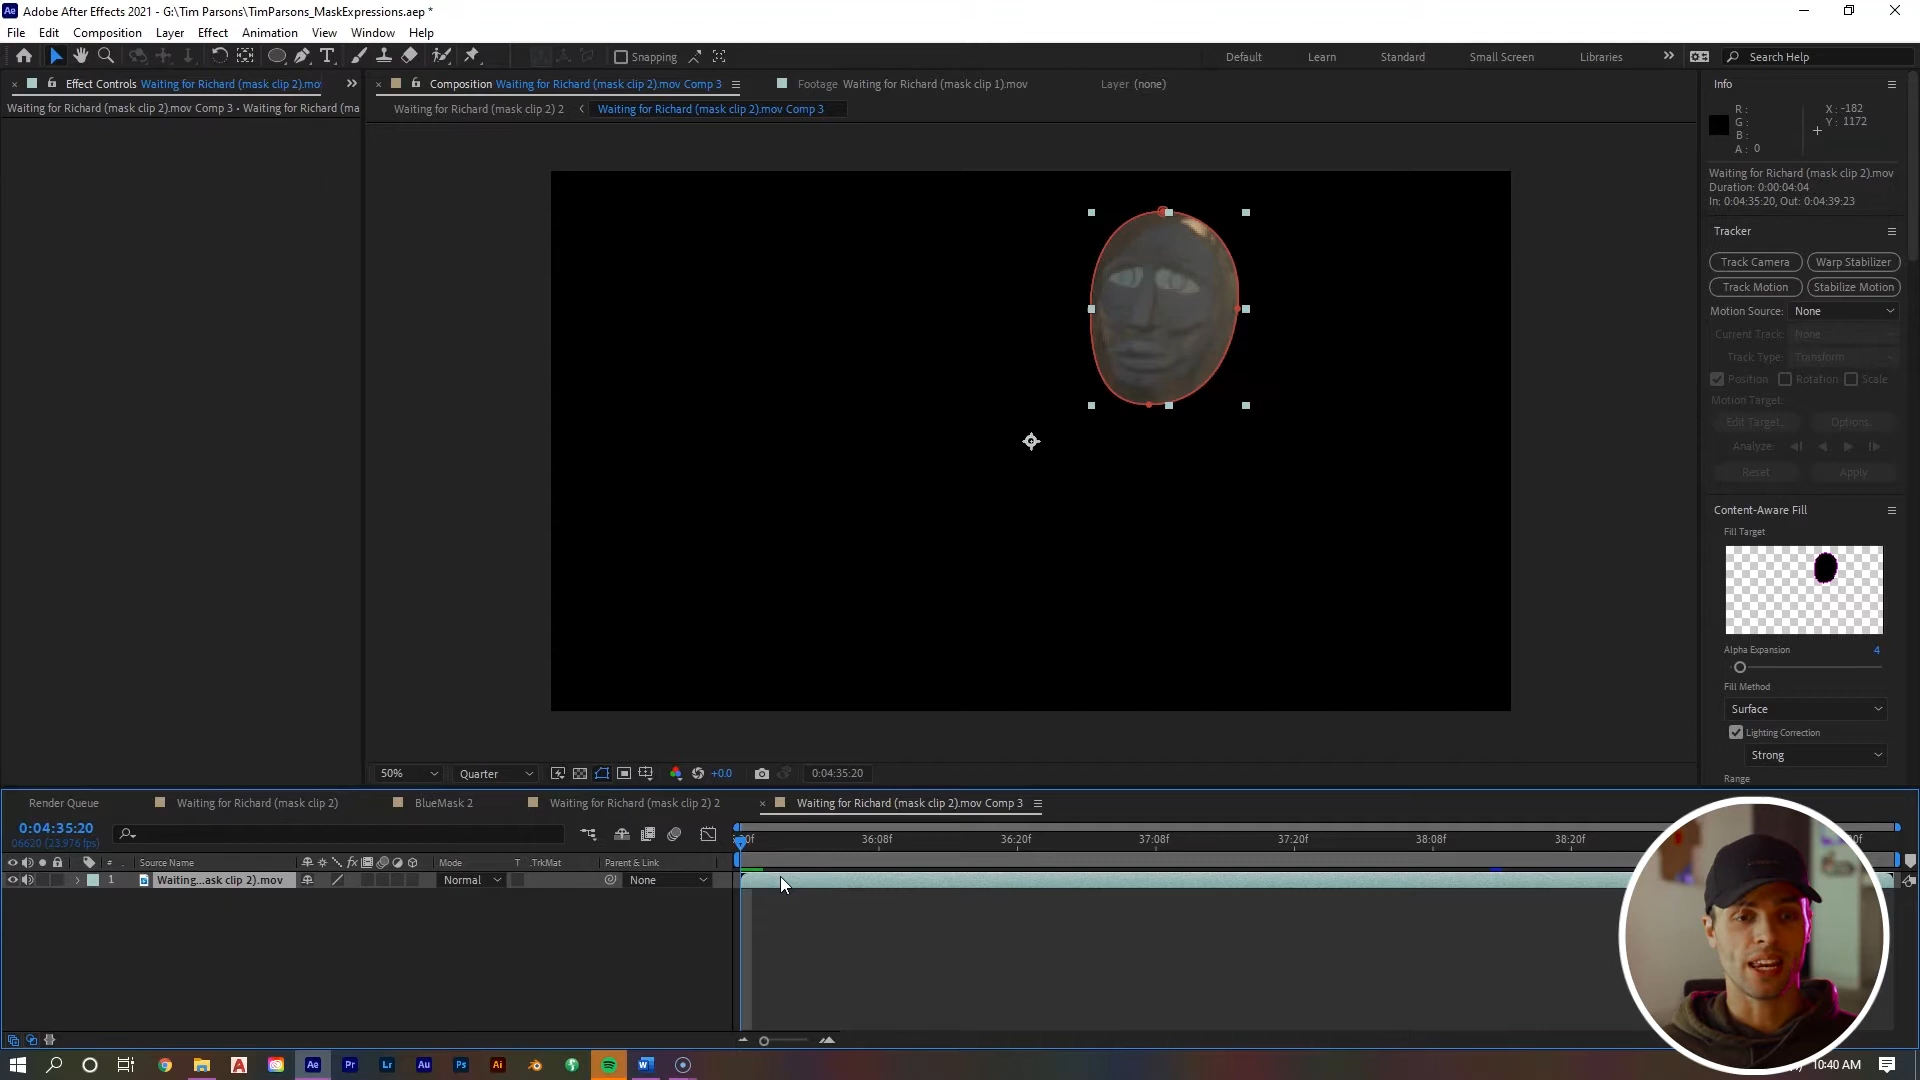 Adobe After Effects 2021 - G:\Tim Parsons\TimParsons_MaskExpressions.aep *
File Edit Composition Layer Effect Animation View Window Help
Snapping
Default Learn Standard Small Screen Libraries Search Help
Effect Controls Waiting for Richard (mask clip 2).mo
Composition Waiting for Richard (mask clip 2).mov Comp 3
Footage Waiting for Richard (mask clip 1).mov
Layer (none)
Info
Waiting for Richard (mask clip 2).mov Comp 3 • Waiting for Richard (ma
Waiting for Richard (mask clip 2) 2
Waiting for Richard (mask clip 2).mov Comp 3
R : X : -182
G : Y : 1172
B :
A : 0
Waiting for Richard (mask clip 2).mov
Duration: 0:00:04:04
In: 0:04:35:20, Out: 0:04:39:23
Tracker
Track Camera Warp Stabilizer
Track Motion Stabilize Motion
Motion Source: None
Current Track: None
Track Type: Transform
Position Rotation Scale
Motion Target:
Edit Target... Options...
Analyze:
Reset Apply
Content-Aware Fill
Fill Target
Alpha Expansion 4
Fill Method
Surface
Lighting Correction
Strong
Range
50% Quarter +0.0 0:04:35:20
Render Queue Waiting for Richard (mask clip 2) BlueMask 2 Waiting for Richard (mask clip 2) 2 Waiting for Richard (mask clip 2).mov Comp 3
0:04:35:20
06620 (23.976 fps)
36:08f 36:20f 37:08f 37:20f 38:08f 38:20f
# Source Name fx Mode T .TrkMat Parent & Link
1 Waiting...ask clip 2).mov Normal None
Ae Pr Lr Au Ps Ai
10:40 AM